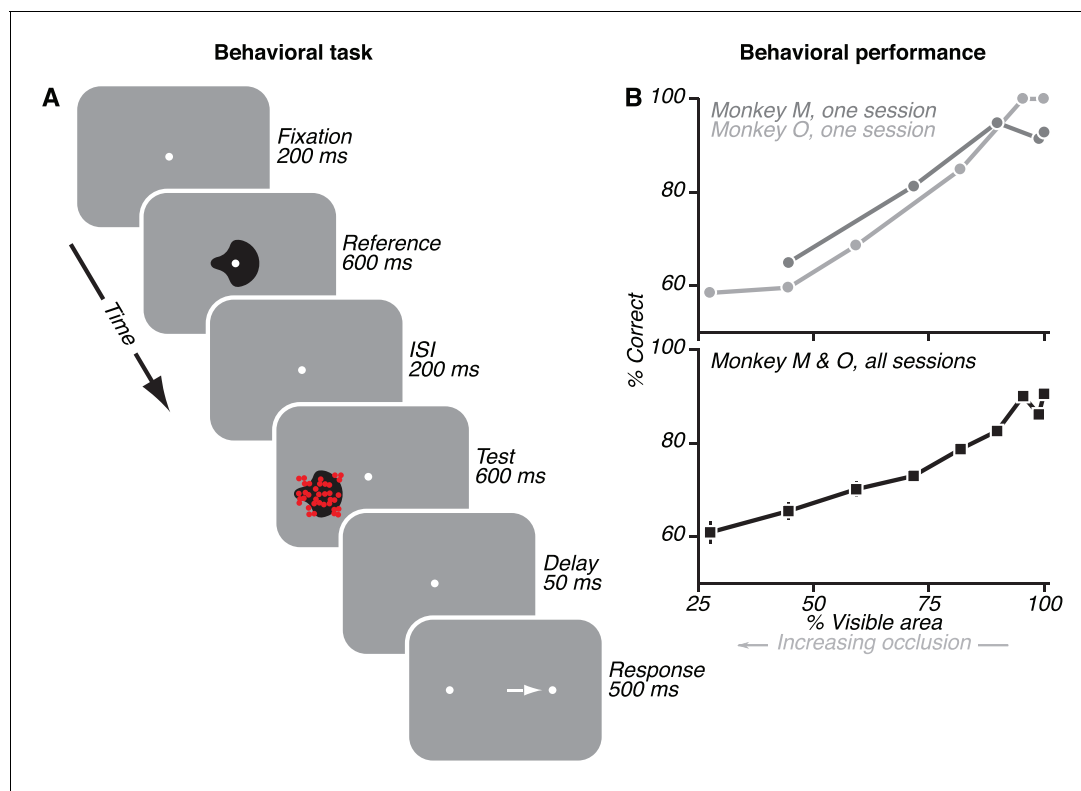 Behavioral task
A
Fixation
200 ms
Reference
600 ms
ISI
200 ms
Test
600 ms
Delay
50 ms
Response
500 ms
Time
Behavioral performance
B
100
80
60
Monkey M, one session
Monkey O, one session
% Correct
100
80
60
Monkey M & O, all sessions
25
50
75
100
% Visible area
Increasing occlusion